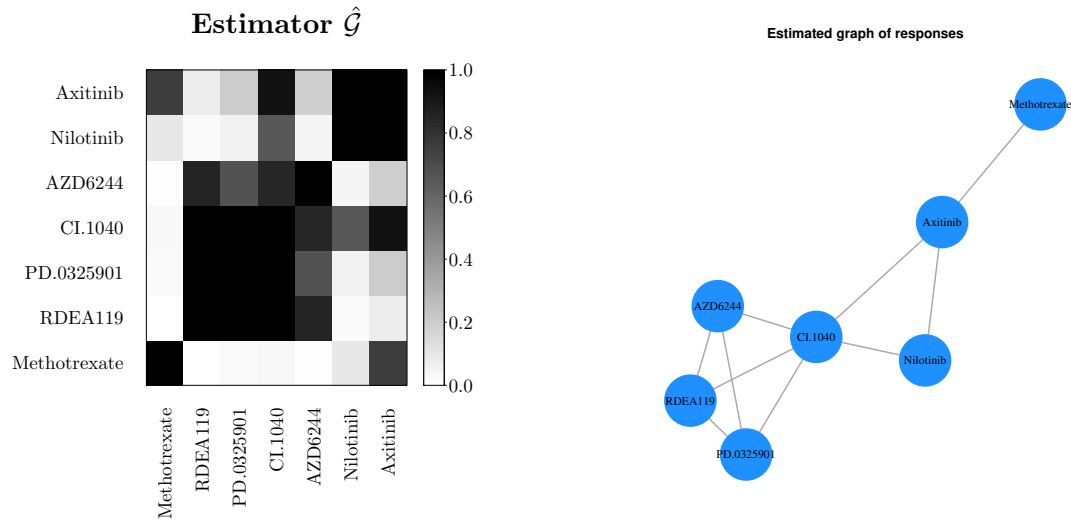 Estimator Ĝ
Axitinib
Nilotinib
AZD6244
CI.1040
PD.0325901
RDEA119
Methotrexate
1.0
0.8
0.6
0.4
0.2
0.0
Methotrexate
RDEA119
PD.0325901
CI.1040
AZD6244
Nilotinib
Axitinib
Estimated graph of responses
Methotrexate
Axitinib
AZD6244
CI.1040
Nilotinib
RDEA119
PD.0325901